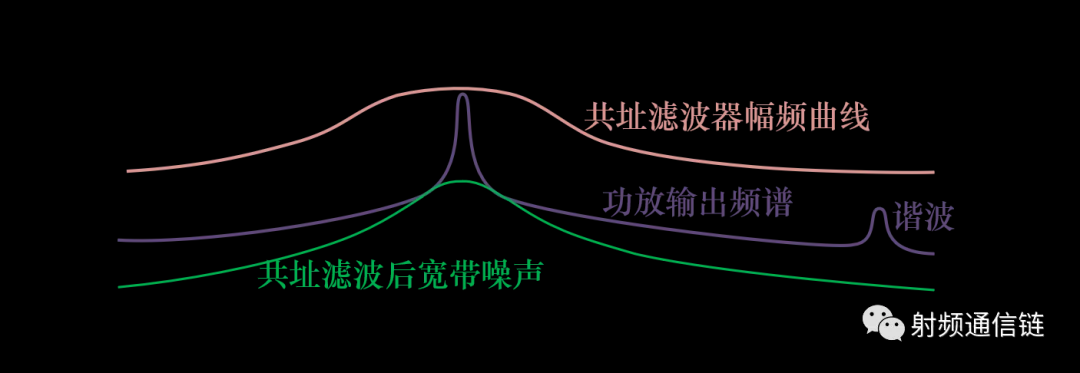 共址滤波器幅频曲线
功放输出频谱
谐波
共址滤波后宽带噪声
射频通信链